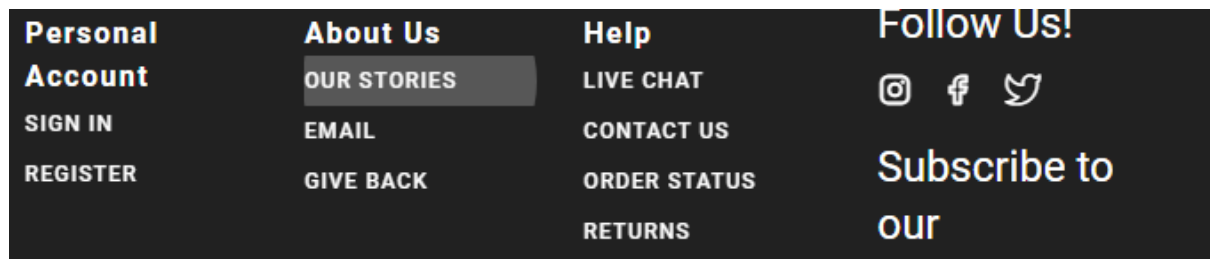 Personal
Account
SIGN IN
REGISTER
About Us
OUR STORIES
EMAIL
GIVE BACK
Help
LIVE CHAT
CONTACT US
ORDER STATUS
RETURNS
Follow Us!
Subscribe to
our